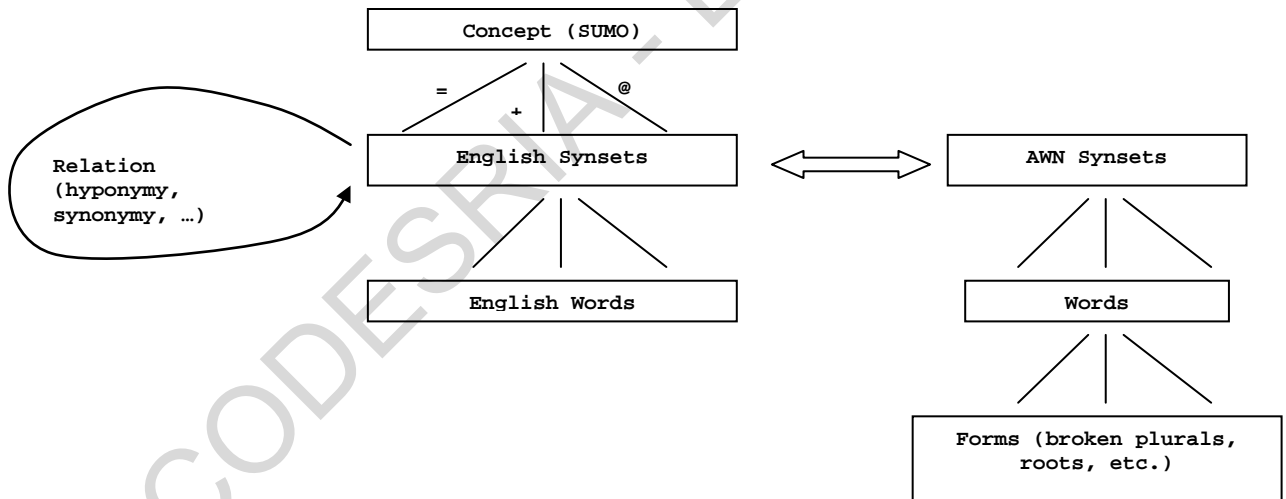 Concept (SUMO)
=
+
@
English Synsets
AWN Synsets
Relation
(hyponymy,
synonymy, …)
English Words
Words
Forms (broken plurals,
roots, etc.)
CODESRIA -